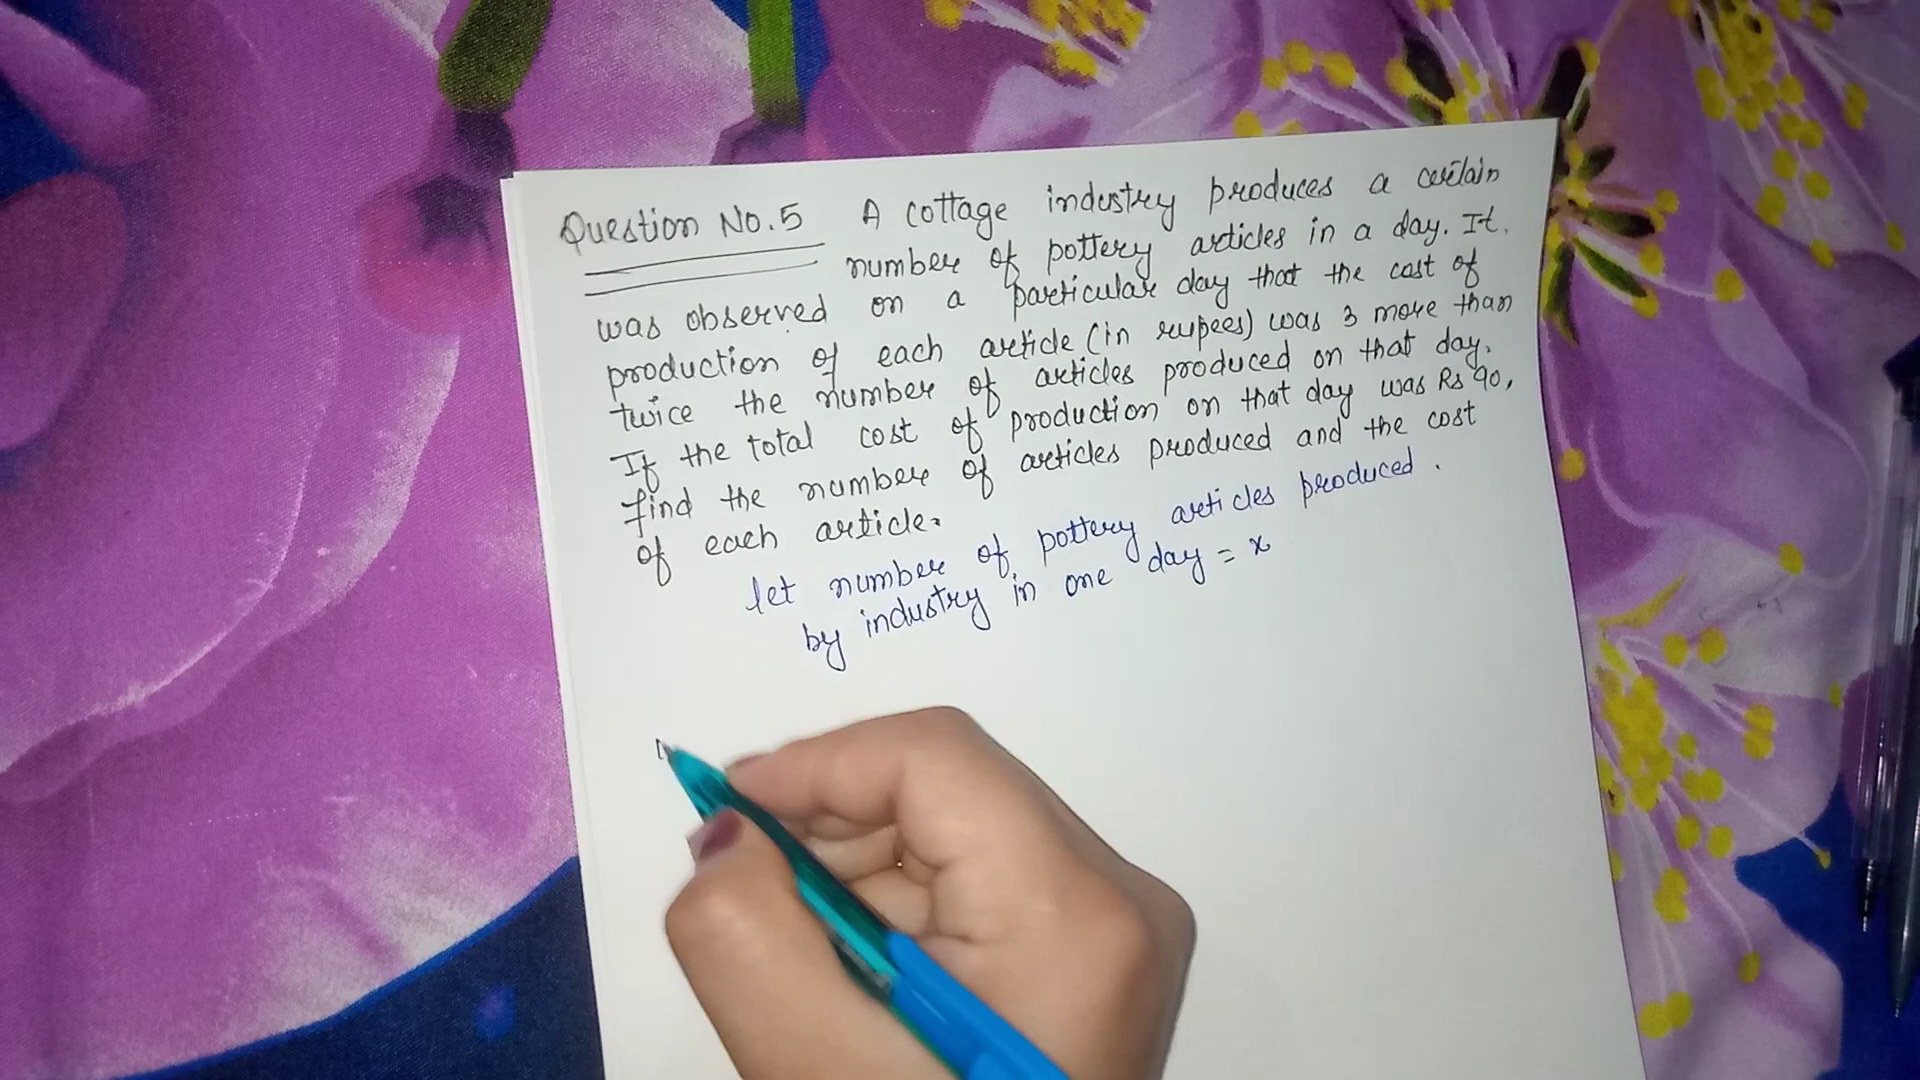 Question No.5 A cottage industry produces a certain
number of pottery articles in a day. It
was observed on a particular day that the cost of
production of each article (in rupees) was 3 more than
twice the number of articles produced on that day.
If the total cost of production on that day was Rs 90,
find the number of articles produced and the cost
of each article.
let number of pottery articles produced.
by industry in one day = x